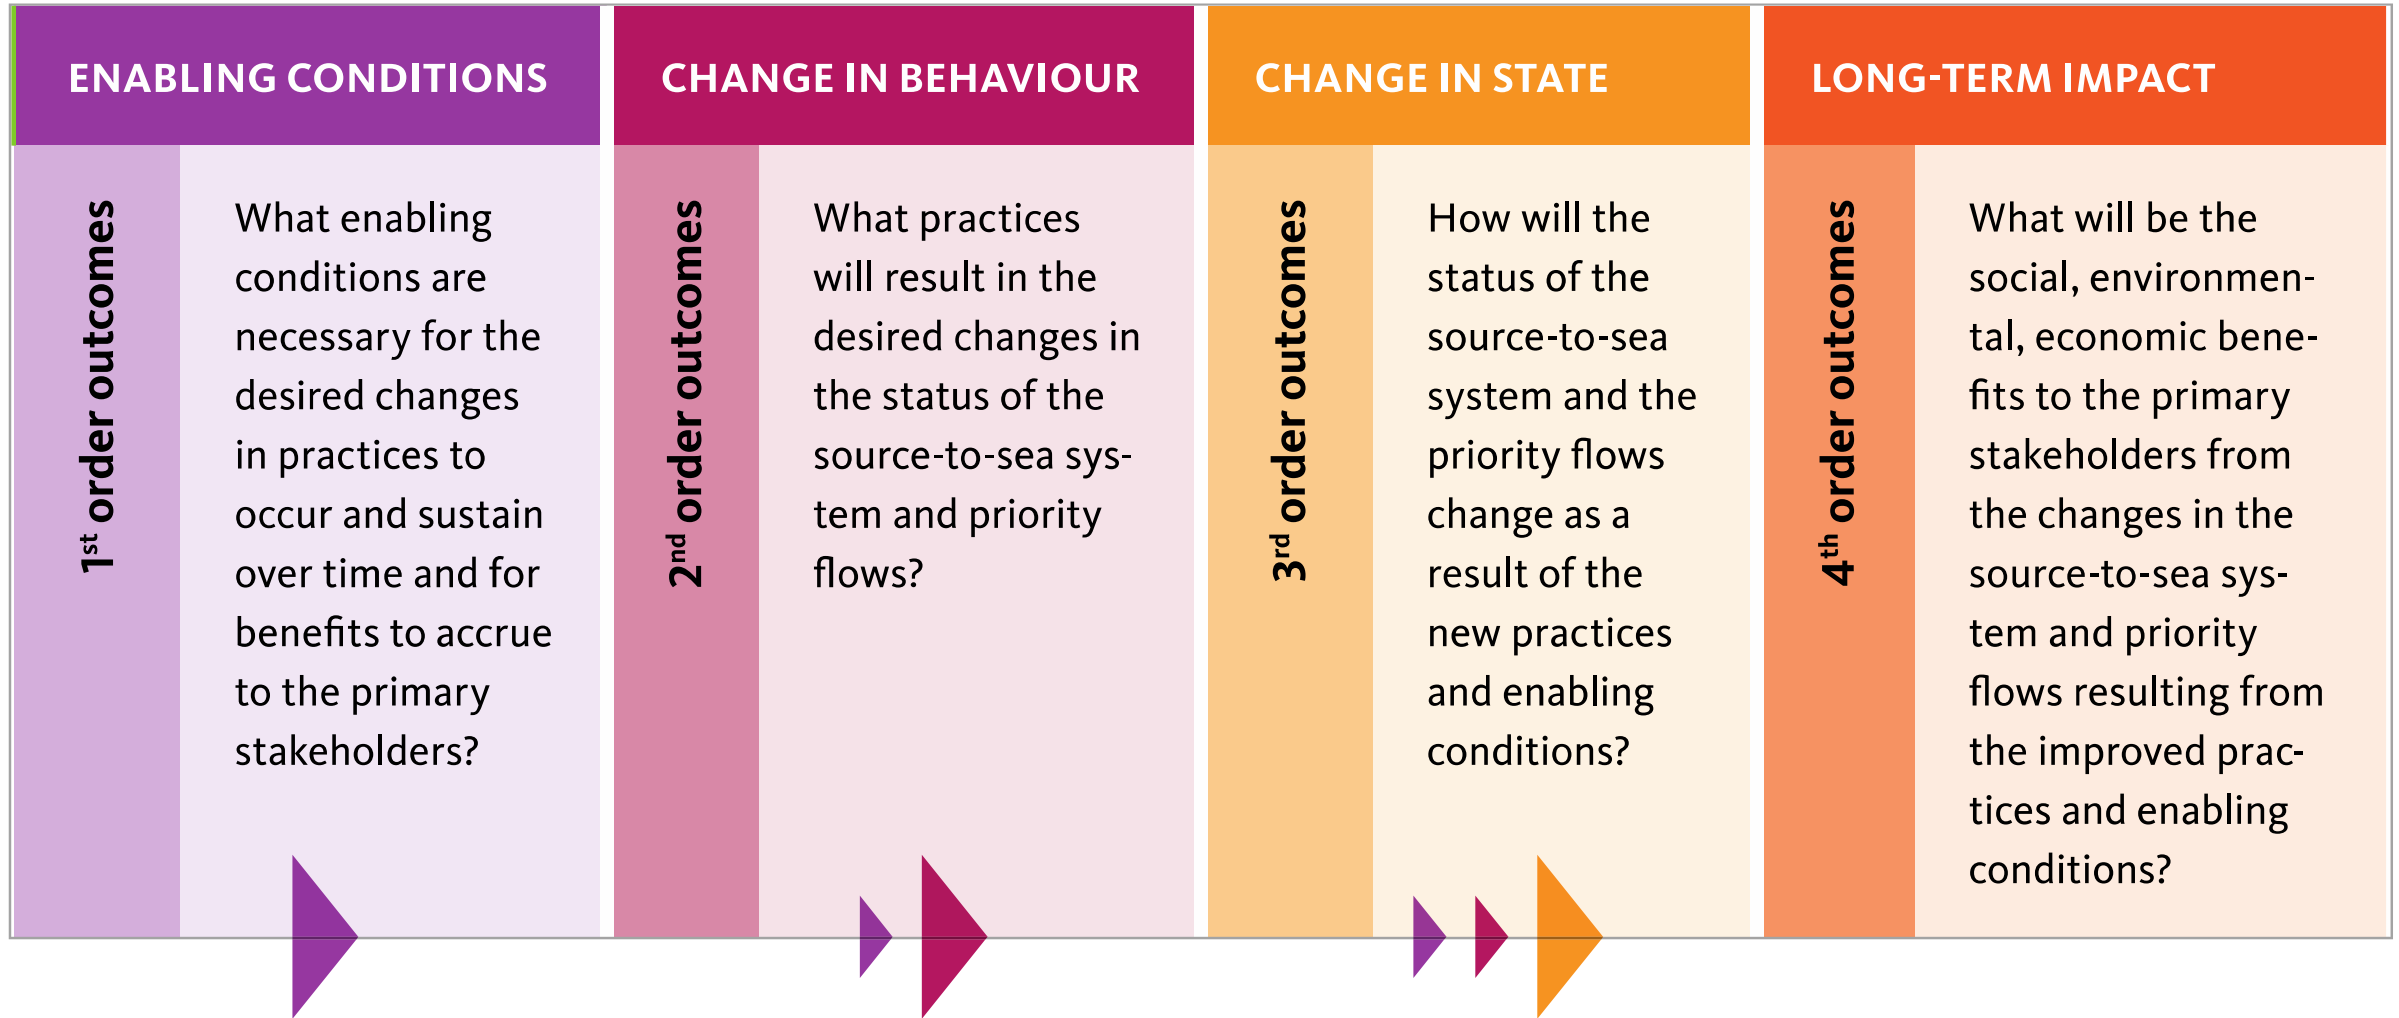 ENABLING CONDITIONS
1st order outcomes
What enabling
conditions are
necessary for the
desired changes
in practices to
occur and sustain
over time and for
benefits to accrue
to the primary
stakeholders?
CHANGE IN BEHAVIOUR
2nd order outcomes
What practices
will result in the
desired changes in
the status of the
source-to-sea sys-
tem and priority
flows?
CHANGE IN STATE
3rd order outcomes
How will the
status of the
source-to-sea
system and the
priority flows
change as a
result of the
new practices
and enabling
conditions?
LONG-TERM IMPACT
4th order outcomes
What will be the
social, environmen-
tal, economic bene-
fits to the primary
stakeholders from
the changes in the
source-to-sea sys-
tem and priority
flows resulting from
the improved prac-
tices and enabling
conditions?